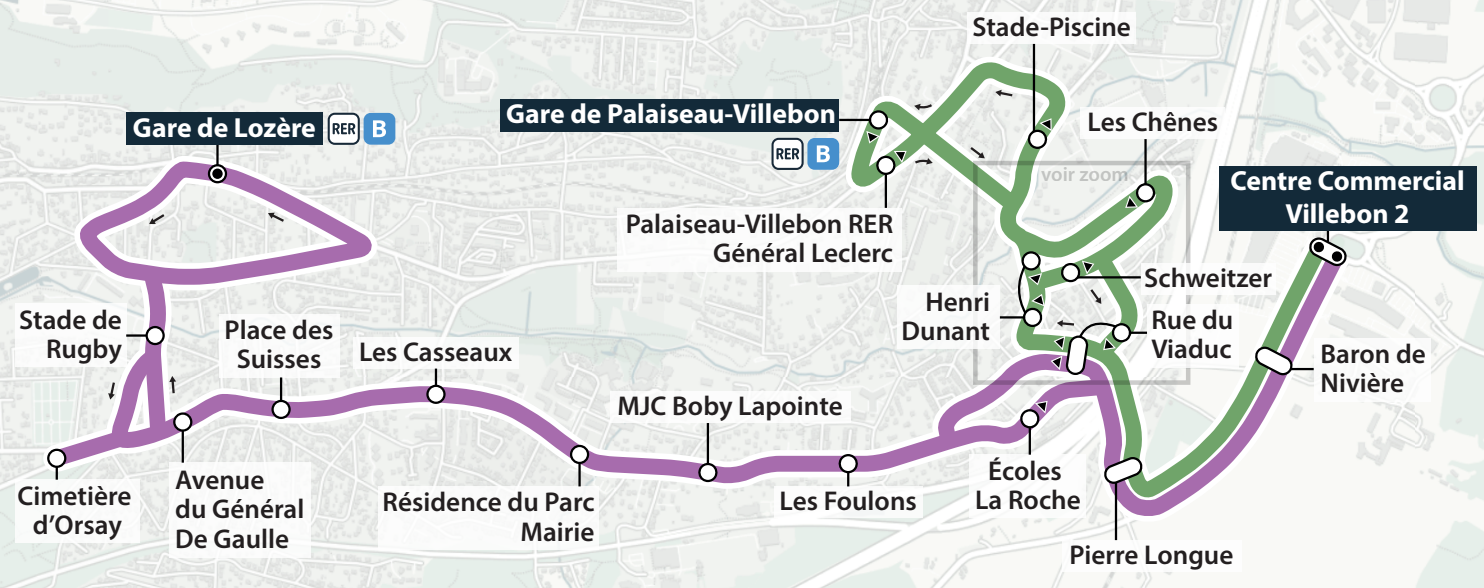 Stade-Piscine
Gare de Palaiseau-Villebon
RER B
Gare de Lozère RER B
Les Chênes
voir zoom
Centre Commercial
Villebon 2
Palaiseau-Villebon RER
Général Leclerc
Schweitzer
Henri
Dunant
Rue du
Viaduc
Baron de
Nivière
Stade de
Rugby
Place des
Suisses
Les Casseaux
MJC Boby Lapointe
Cimetière
d'Orsay
Avenue
du Général
De Gaulle
Résidence du Parc
Mairie
Les Foulons
Écoles
La Roche
Pierre Longue